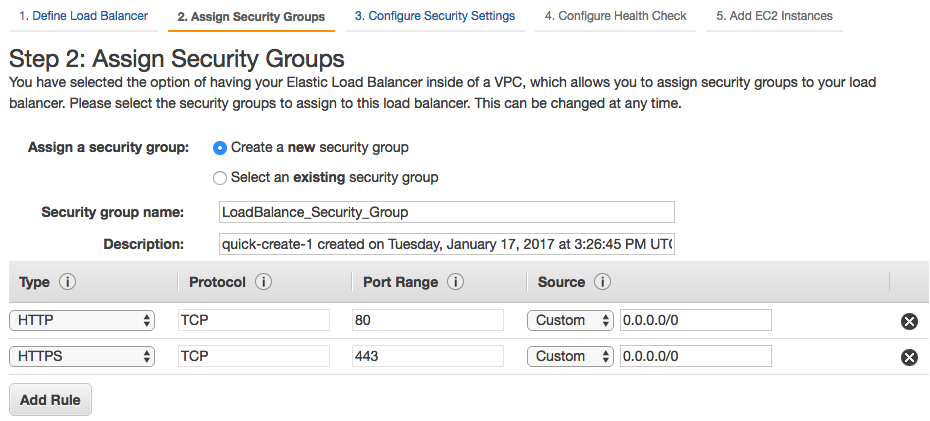 1. Define Load Balancer 2. Assign Security Groups 3. Configure Security Settings 4. Configure Health Check 5. Add EC2 Instances
Step 2: Assign Security Groups
You have selected the option of having your Elastic Load Balancer inside of a VPC, which allows you to assign security groups to your load
balancer. Please select the security groups to assign to this load balancer. This can be changed at any time.
Assign a security group: Create a new security group
Select an existing security group
Security group name: LoadBalance_Security_Group
Description: quick-create-1 created on Tuesday, January 17, 2017 at 3:26:45 PM UT
Type i Protocol i Port Range i Source i
HTTP TCP 80 Custom 0.0.0.0/0
HTTPS TCP 443 Custom 0.0.0.0/0
Add Rule